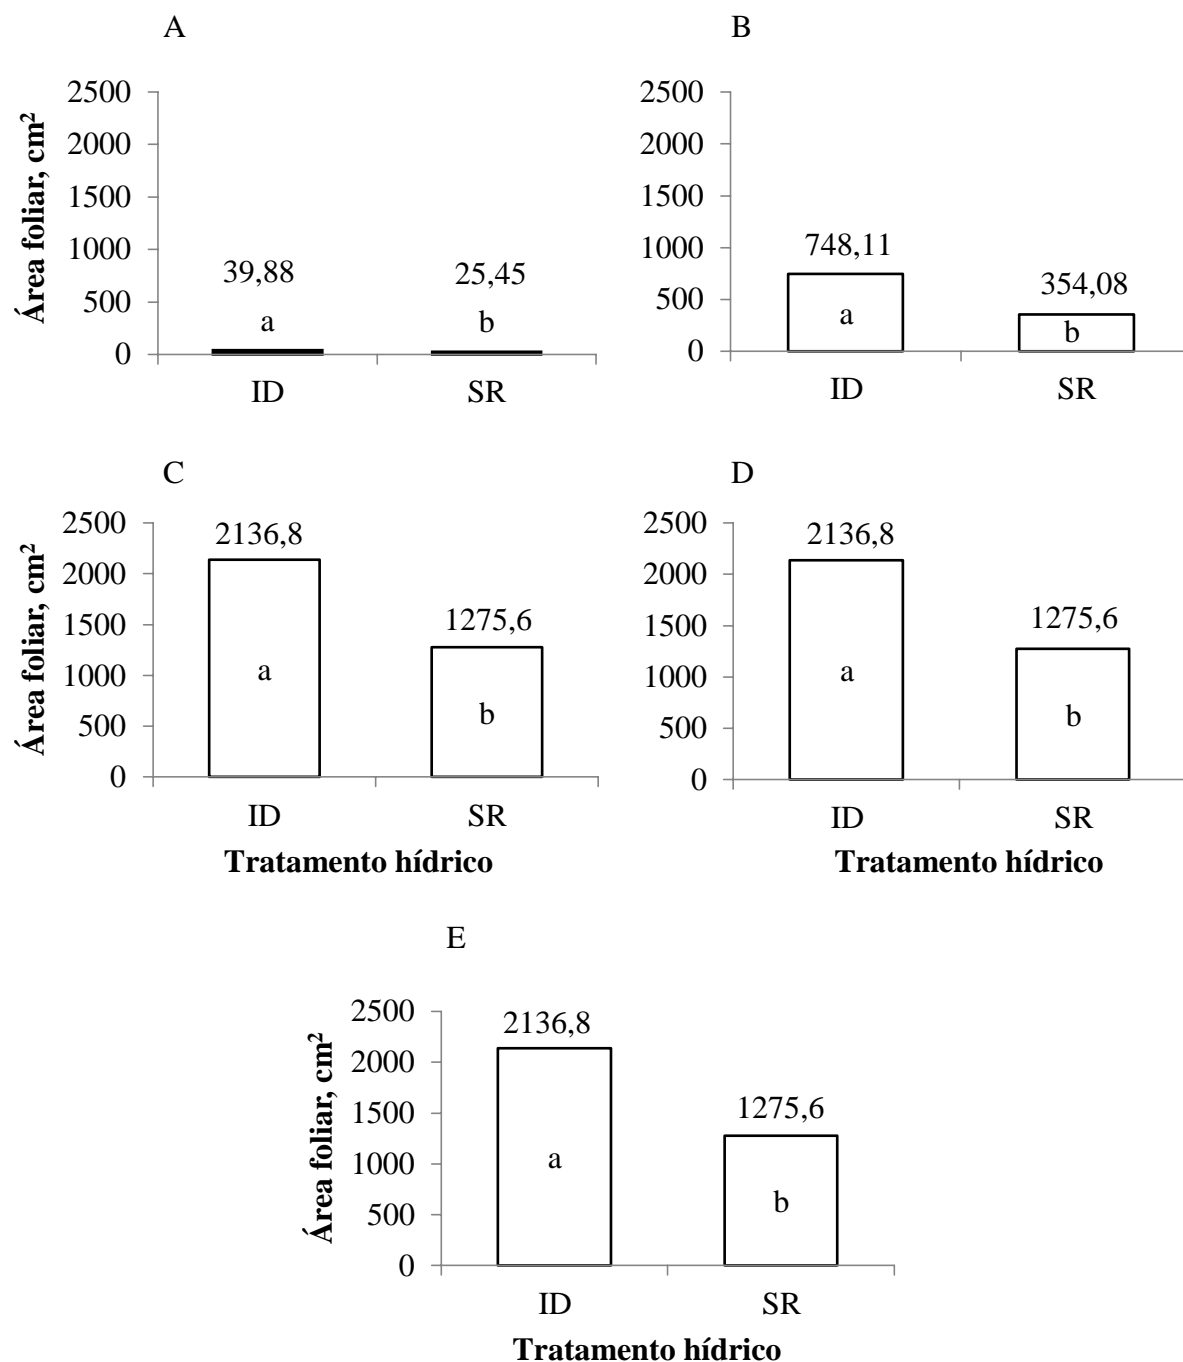 A
Área foliar, cm²
2500
2000
1500
1000
500
0
39,88
25,45
a
b
ID
SR
B
2500
2000
1500
1000
500
0
748,11
354,08
a
b
ID
SR
C
Área foliar, cm²
2500
2000
1500
1000
500
0
2136,8
1275,6
a
b
ID
SR
Tratamento hídrico
D
2500
2000
1500
1000
500
0
2136,8
1275,6
a
b
ID
SR
Tratamento hídrico
E
Área foliar, cm²
2500
2000
1500
1000
500
0
2136,8
1275,6
a
b
ID
SR
Tratamento hídrico